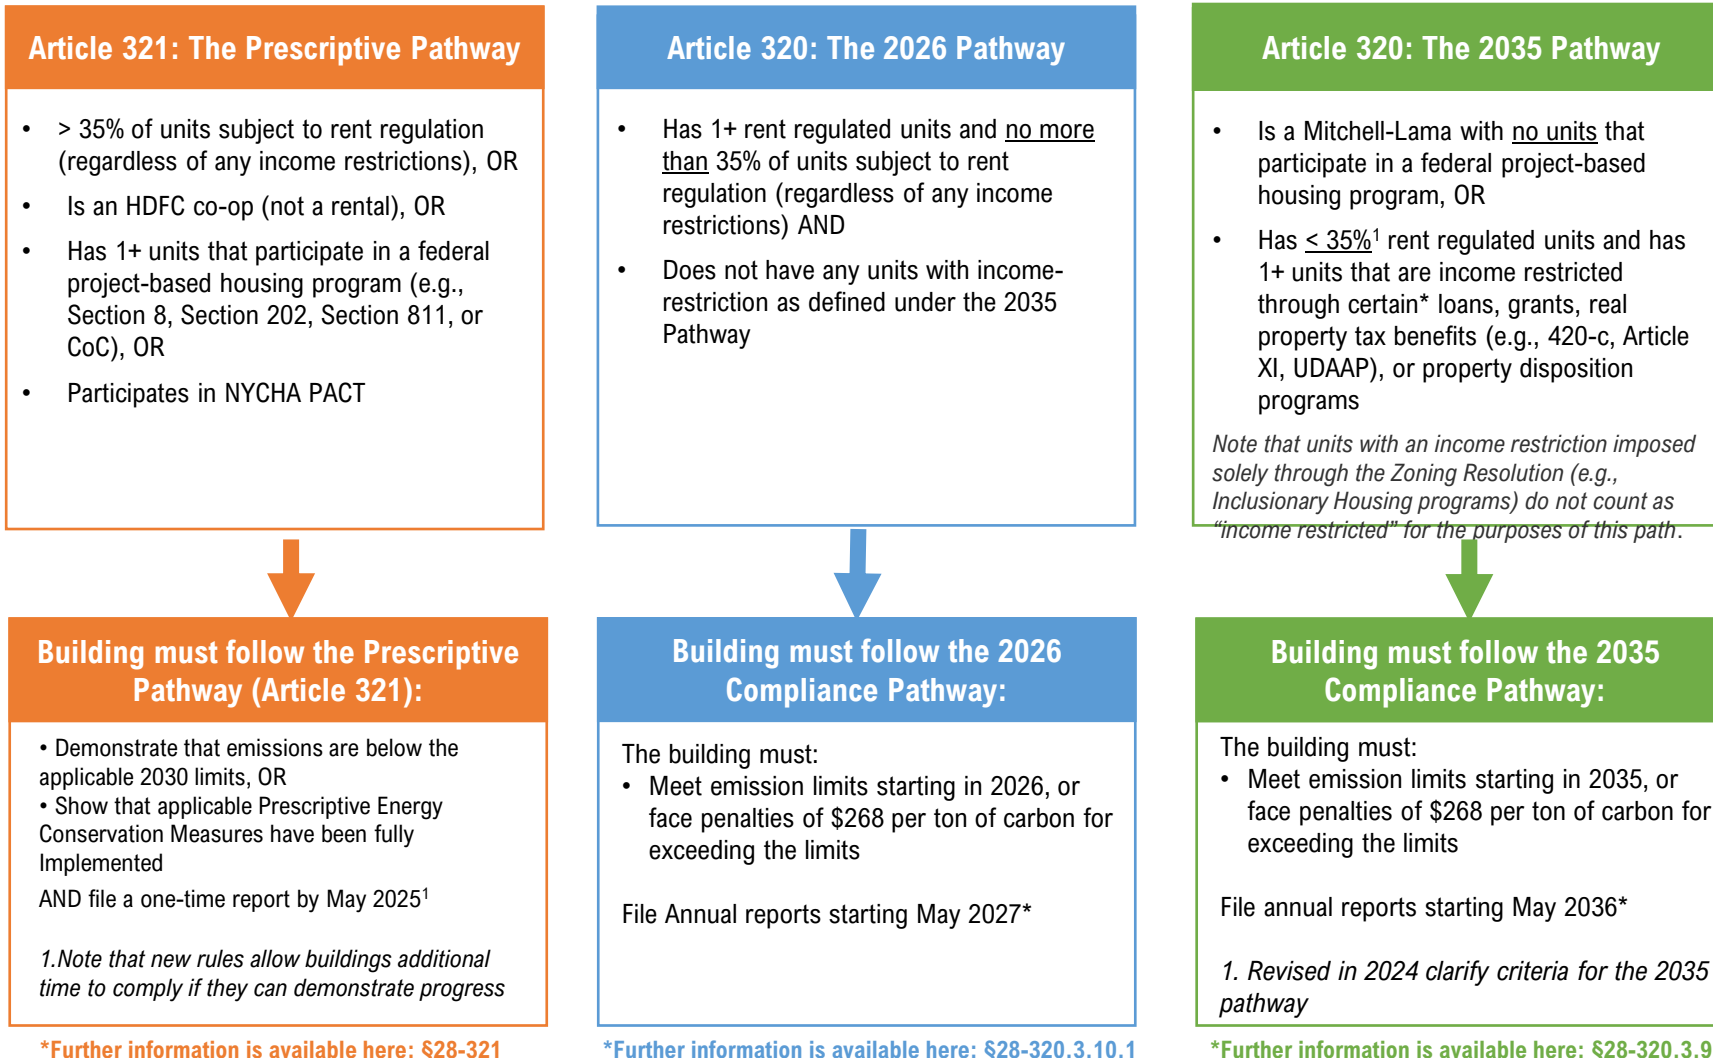 Article 321: The Prescriptive Pathway
• > 35% of units subject to rent regulation
(regardless of any income restrictions), OR
• Is an HDFC co-op (not a rental), OR
• Has 1+ units that participate in a federal
project-based housing program (e.g.,
Section 8, Section 202, Section 811, or
CoC), OR
• Participates in NYCHA PACT
Building must follow the Prescriptive
Pathway (Article 321):
• Demonstrate that emissions are below the
applicable 2030 limits, OR
• Show that applicable Prescriptive Energy
Conservation Measures have been fully
Implemented
AND file a one-time report by May 2025¹
1.Note that new rules allow buildings additional
time to comply if they can demonstrate progress
*Further information is available here: §28-321
Article 320: The 2026 Pathway
• Has 1+ rent regulated units and no more
than 35% of units subject to rent
regulation (regardless of any income
restrictions) AND
• Does not have any units with income-
restriction as defined under the 2035
Pathway
Building must follow the 2026
Compliance Pathway:
The building must:
• Meet emission limits starting in 2026, or
face penalties of $268 per ton of carbon for
exceeding the limits
File Annual reports starting May 2027*
*Further information is available here: §28-320.3.10.1
Article 320: The 2035 Pathway
• Is a Mitchell-Lama with no units that
participate in a federal project-based
housing program, OR
• Has < 35%¹ rent regulated units and has
1+ units that are income restricted
through certain* loans, grants, real
property tax benefits (e.g., 420-c, Article
XI, UDAAP), or property disposition
programs
Note that units with an income restriction imposed
solely through the Zoning Resolution (e.g.,
Inclusionary Housing programs) do not count as
“income restricted” for the purposes of this path.
Building must follow the 2035
Compliance Pathway:
The building must:
• Meet emission limits starting in 2035, or
face penalties of $268 per ton of carbon for
exceeding the limits
File annual reports starting May 2036*
1. Revised in 2024 clarify criteria for the 2035
pathway
*Further information is available here: §28-320.3.9